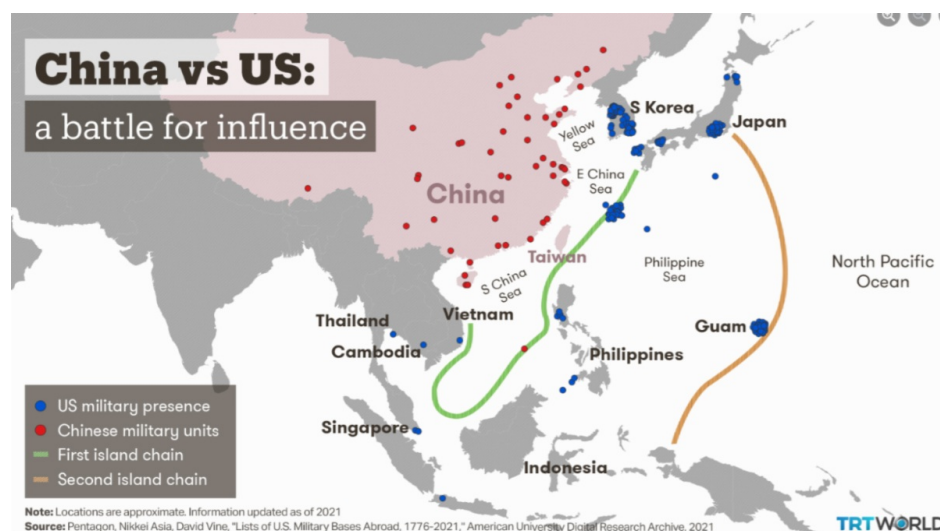 China vs US:
a battle for influence
S Korea
Japan
Yellow
Sea
E China
Sea
China
Taiwan
Philippine
Sea
North Pacific
Ocean
S China
Sea
Thailand
Vietnam
Guam
Cambodia
Philippines
US military presence
Chinese military units
First island chain
Second island chain
Singapore
Indonesia
Note: Locations are approximate. Information updated as of 2021
Source: Pentagon, Nikkei Asia, David Vine, "Lists of U.S. Military Bases Abroad, 1776-2021," American University Digital Research Archive, 2021
TRTWORLD